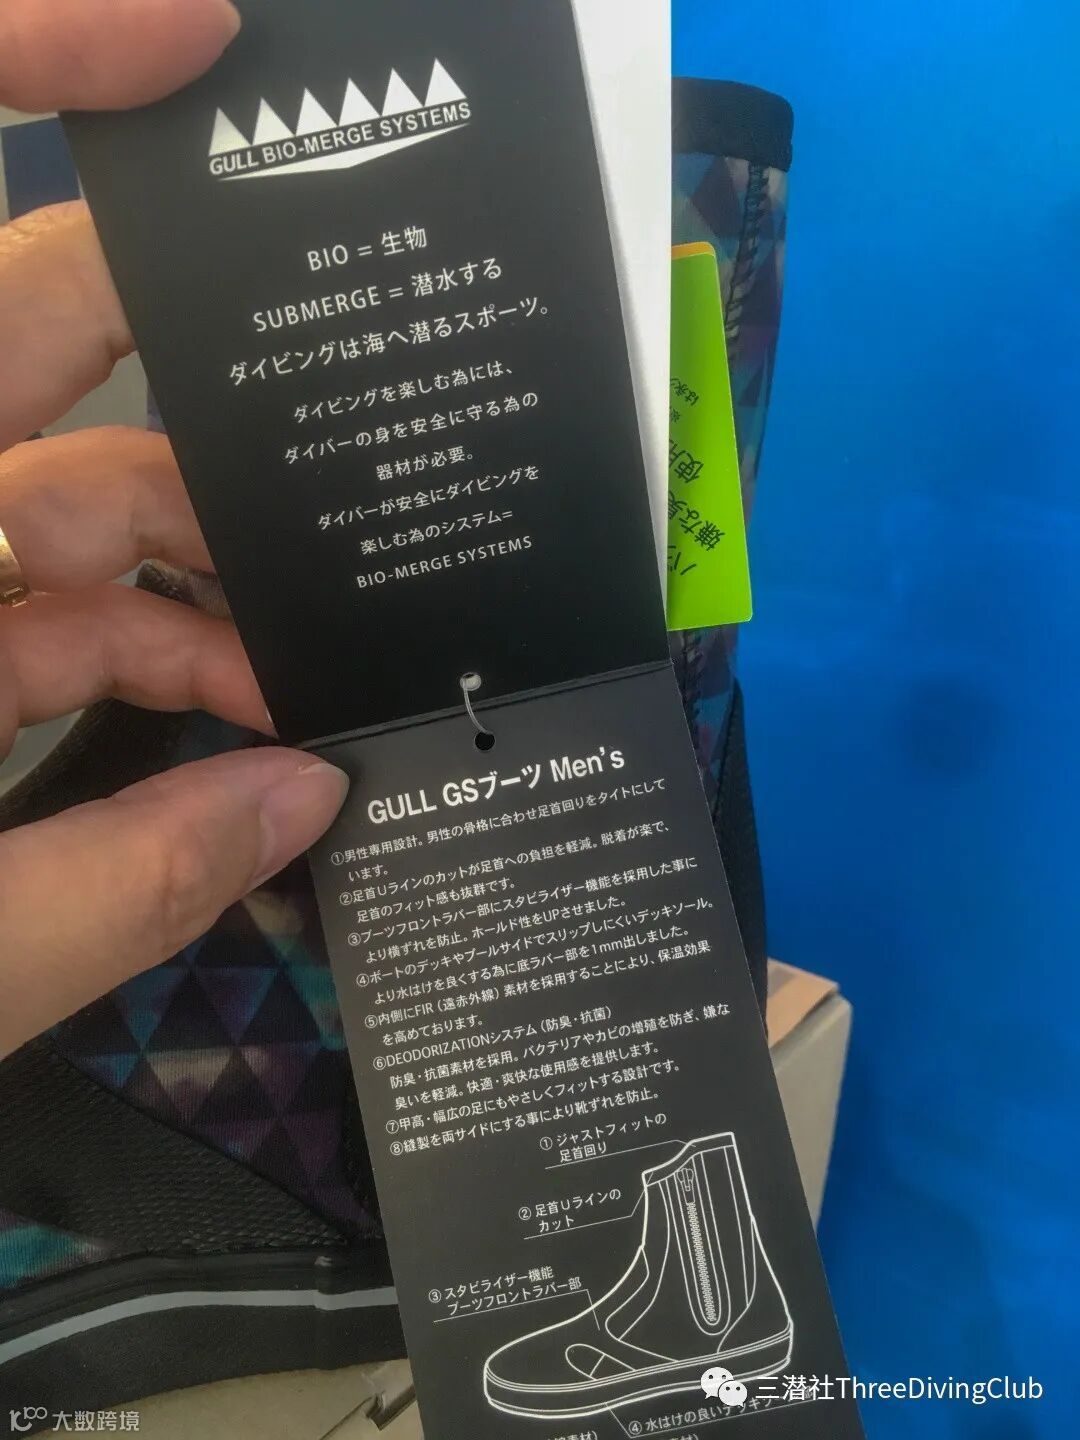 GULL BIO-MERGE SYSTEMS
BIO = 生物
SUBMERGE = 潜水する
ダイビングは海へ潜るスポーツ。
ダイビングを楽しむ為には、
ダイバーの身を安全に守る為の
器材が必要。
ダイバーが安全にダイビングを
楽しむ為のシステム=
BIO-MERGE SYSTEMS
嫌な臭
使用
GULL GSブーツ Men's
①男性専用設計。男性の骨格に合わせ足首回りをタイトにして
います。
②足首Uラインのカットが足首への負担を軽減。脱着が楽で、
足首のフィット感も抜群です。
③ブーツフロントラバー部にスタビライザー機能を採用した事に
より横ずれを防止。ホールド性をUPさせました。
④ボートのデッキやプールサイドでスリップしにくいデッキソール。
より水はけを良くする為に底ラバー部を1mm出しました。
⑤内側にFIR(遠赤外線)素材を採用することにより、保温効果
を高めております。
⑥DEODORIZATIONシステム(防臭・抗菌)
防臭・抗菌素材を採用。バクテリアやカビの増殖を防ぎ、嫌な
臭いを軽減。快適・爽快な使用感を提供します。
⑦甲高・幅広の足にもやさしくフィットする設計です。
⑧縫製を両サイドにする事により靴ずれを防止。
① ジャストフィットの
足首回り
② 足首Uラインの
カット
③ スタビライザー機能
ブーツフロントラバー部
④ 水はけの良いデッキソール
三潜社ThreeDivingClub
大数跨境